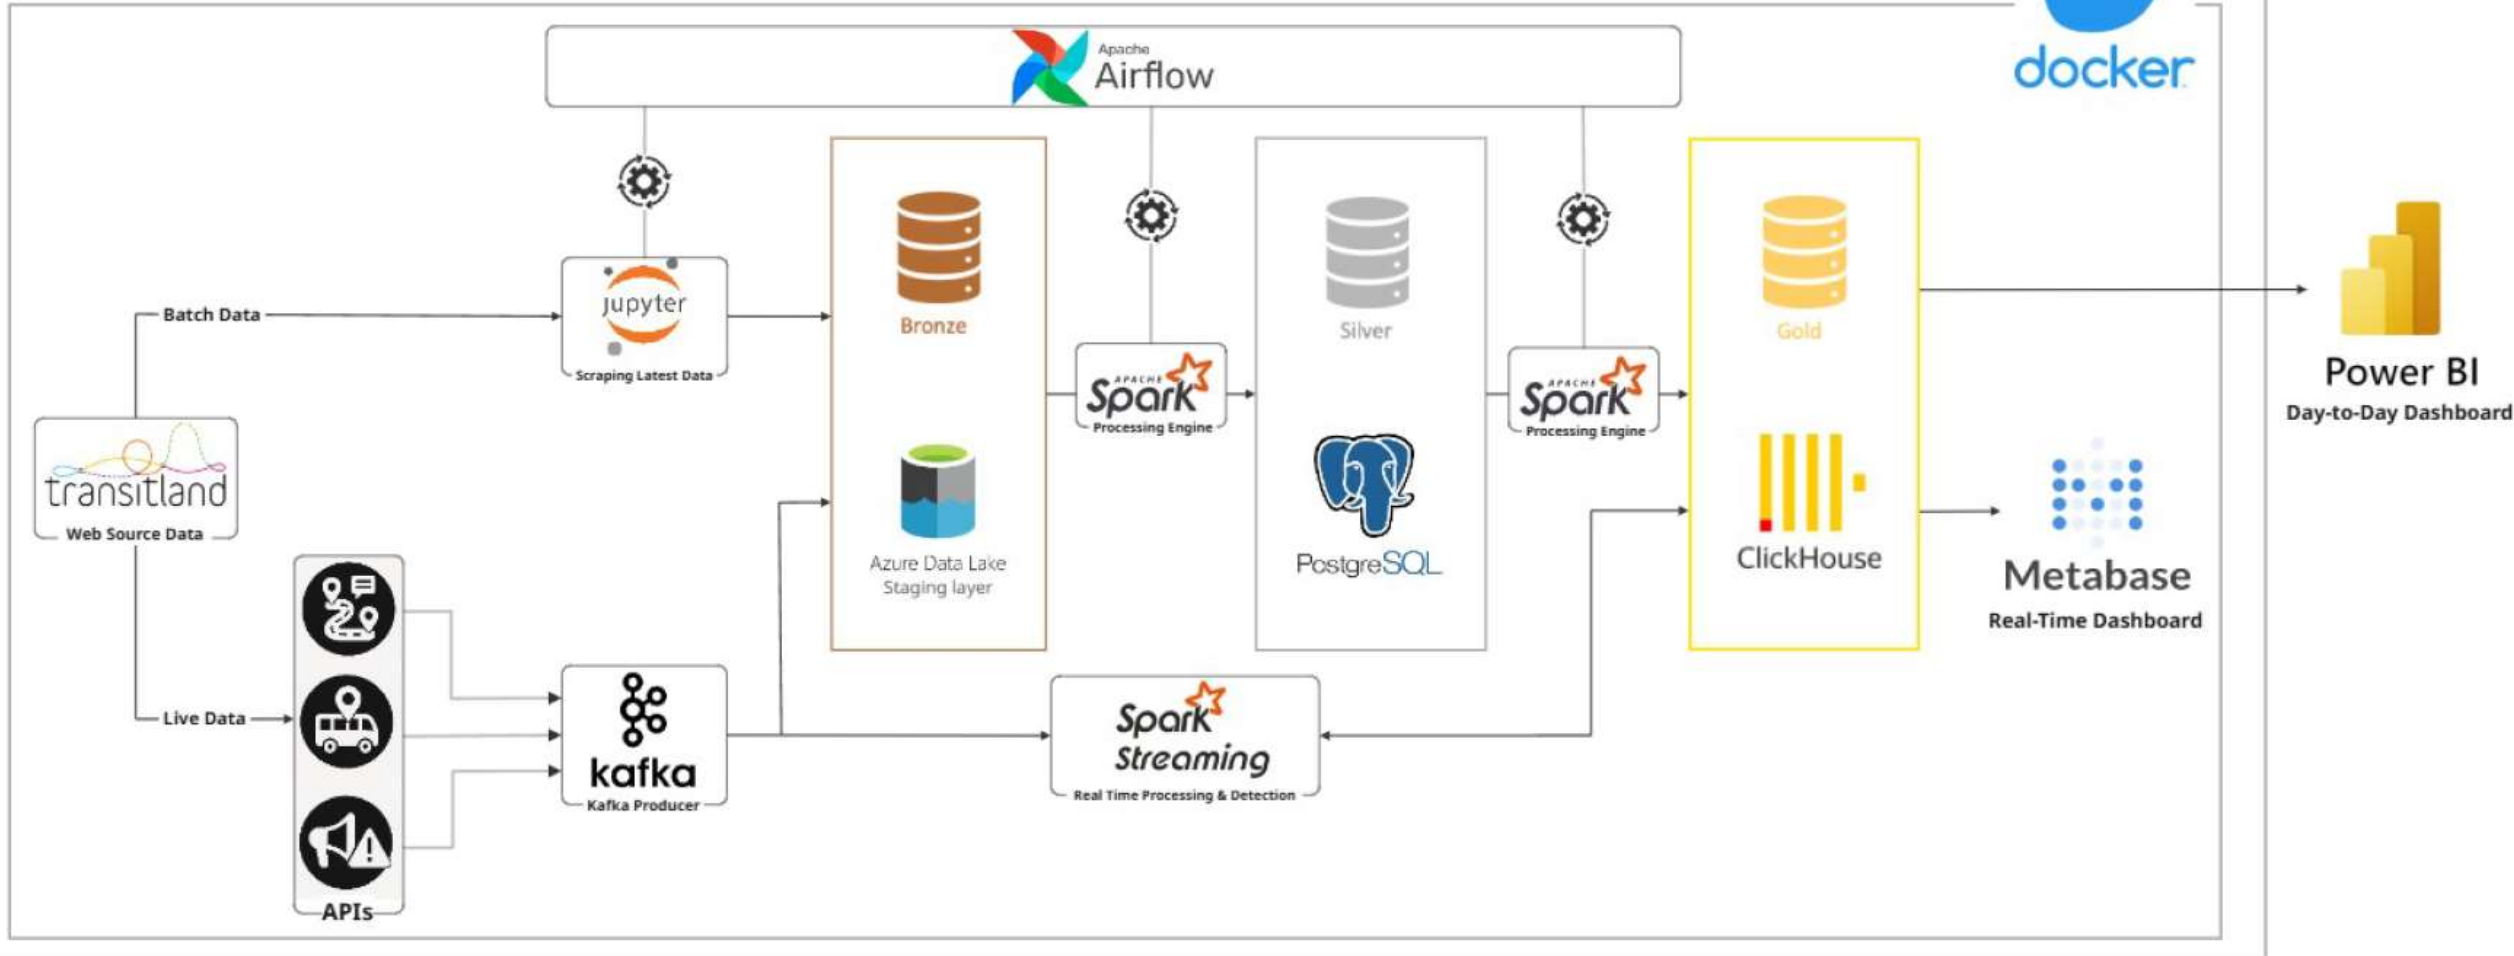 docker
Apache
Airflow
Batch Data
jupyter
Scraping Latest Data
Bronze
Azure Data Lake
Staging layer
APACHE
Spark
Processing Engine
Silver
PostgreSQL
APACHE
Spark
Processing Engine
Gold
ClickHouse
Power BI
Day-to-Day Dashboard
Metabase
Real-Time Dashboard
transitland
Web Source Data
Live Data
APIs
kafka
Kafka Producer
Spark
Streaming
Real Time Processing & Detection